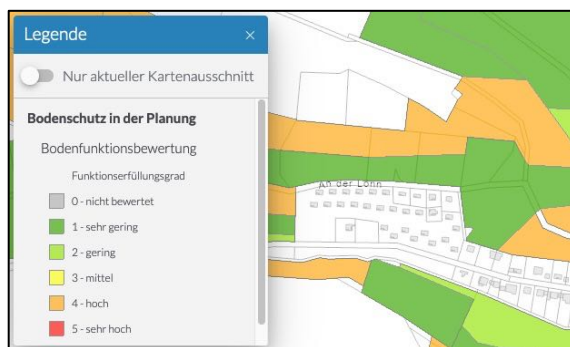 Legende ×
Nur aktueller Kartenausschnitt
Bodenschutz in der Planung
Bodenfunktionsbewertung
Funktionserfüllungsgrad
0 - nicht bewertet
1 - sehr gering
2 - gering
3 - mittel
4 - hoch
5 - sehr hoch
An der Lohn